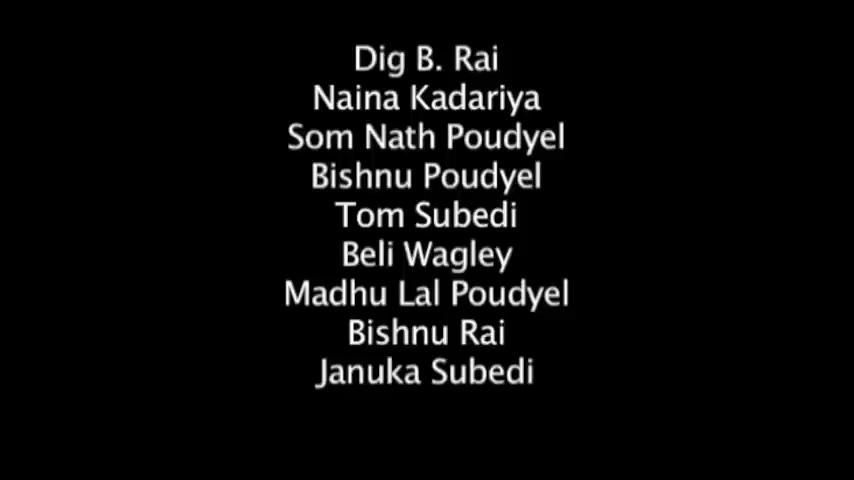 Dig B. Rai
Naina Kadariya
Som Nath Poudyel
Bishnu Poudyel
Tom Subedi
Beli Wagley
Madhu Lal Poudyel
Bishnu Rai
Januka Subedi